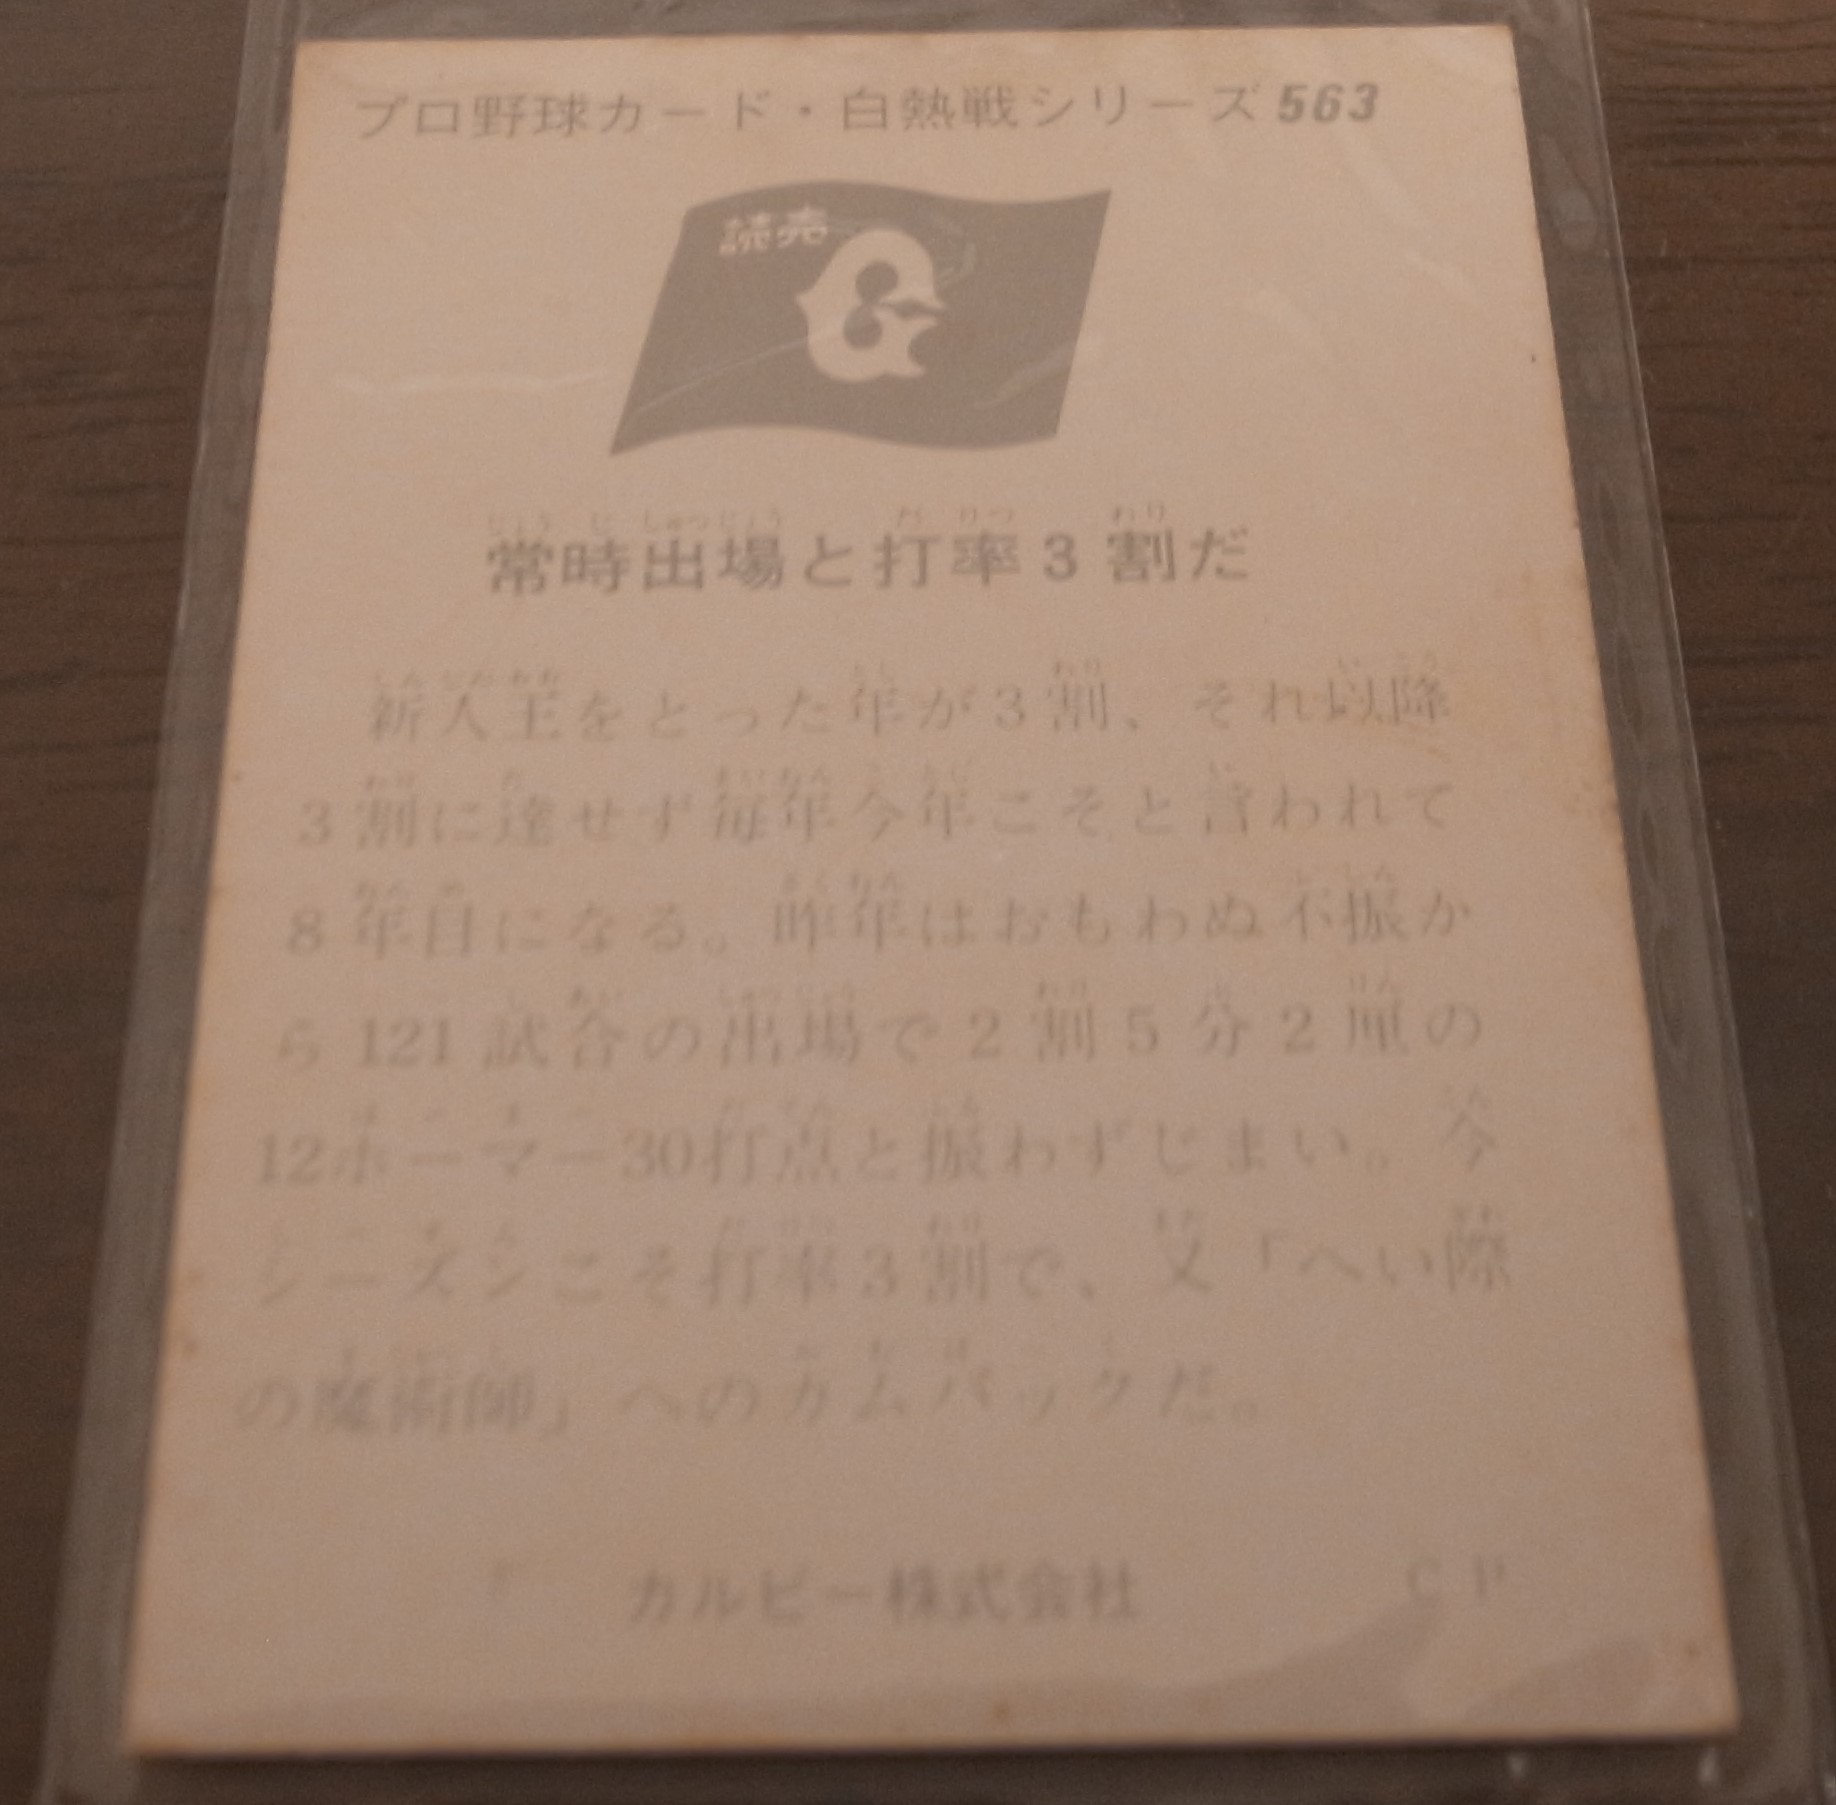 プロ野球カード・白熱戦シリーズ563
読売
G
常時出場と打率3割だ
新人王をとった年が3割、それ以降
3割に達せず毎年今年こそと言われて
8年目になる。昨年はおもわぬ不振か
ら121試合の出場で2割5分2厘の
12ホーマー30打点と振わずじまい。今
シーズンこそ打率3割で、又「へい際
の魔術師」へのカムバックだ。
カルビー株式会社 CP